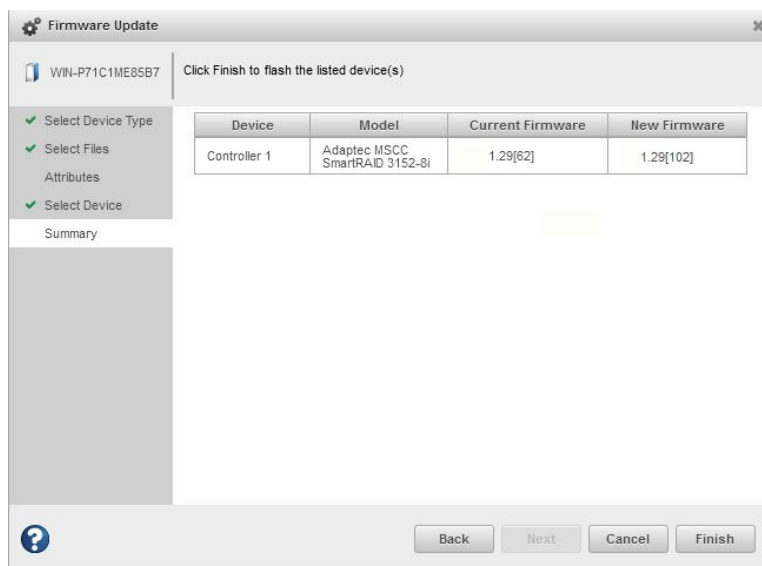 Firmware Update
WIN-P71C1ME85B7
Click Finish to flash the listed device(s)
Select Device Type
Select Files
Attributes
Select Device
Summary
Device Model Current Firmware New Firmware
Controller 1 Adaptec MSCC 1.29[62] 1.29[102]
SmartRAID 3152-8i
Back Next Cancel Finish